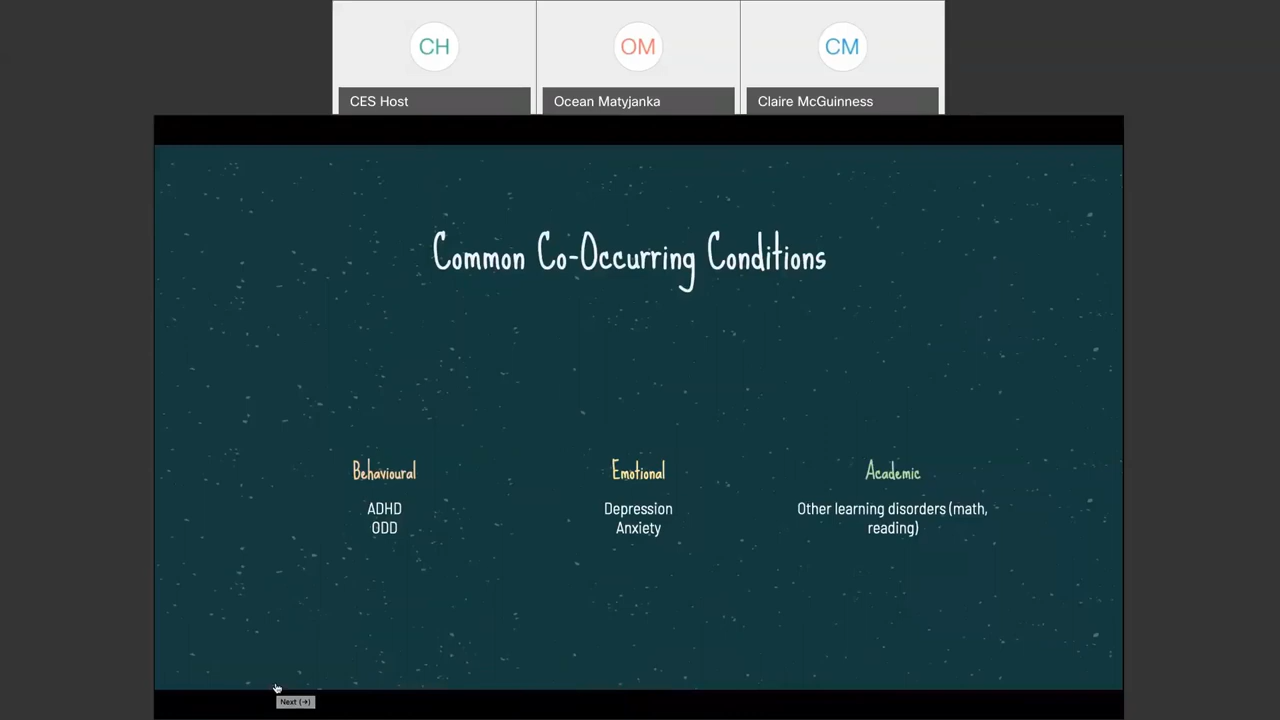 CH
OM
CM
CES Host
Ocean Matyjanka
Claire McGuinness
Common Co-Occurring Conditions
Behavioural
ADHD
ODD
Emotional
Depression
Anxiety
Academic
Other learning disorders (math,
reading)
Next (→)